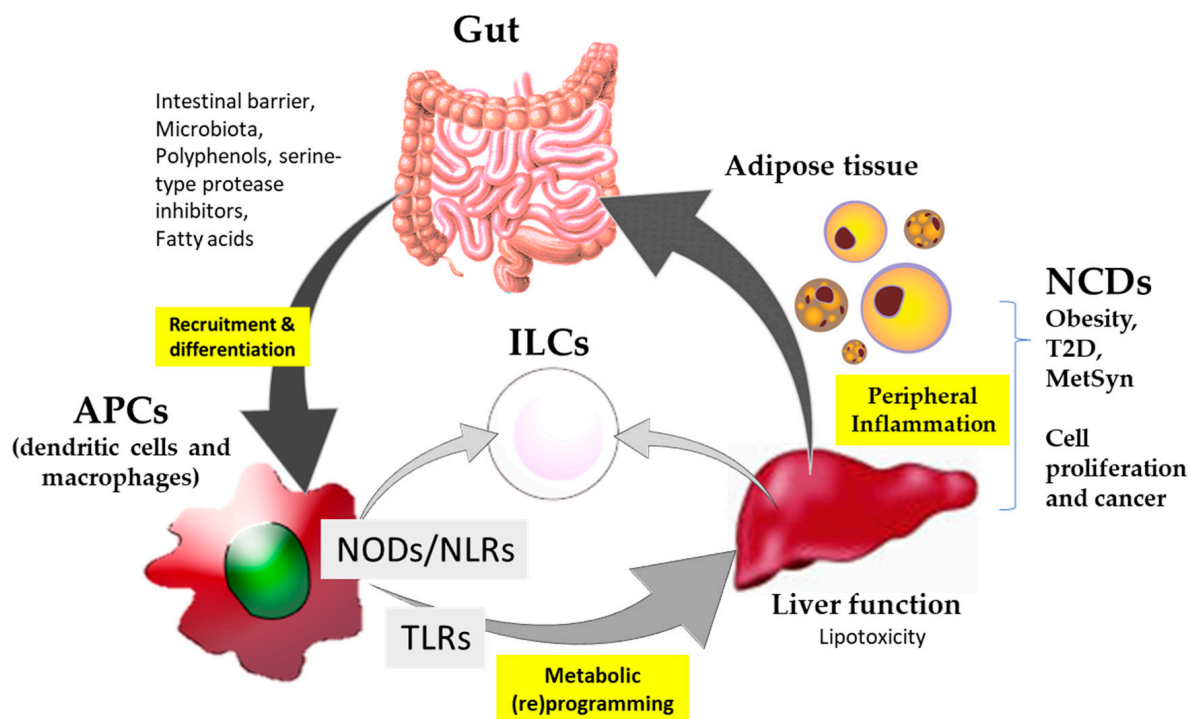 Gut
Intestinal barrier,
Microbiota,
Polyphenols, serine-
type protease
inhibitors,
Fatty acids
Adipose tissue
Recruitment &
differentiation
ILCs
NCDs
Obesity,
T2D,
MetSyn
Cell
proliferation
and cancer
Peripheral
Inflammation
APCs
(dendritic cells and
macrophages)
NODs/NLRs
TLRs
Liver function
Lipotoxicity
Metabolic
(re)programming